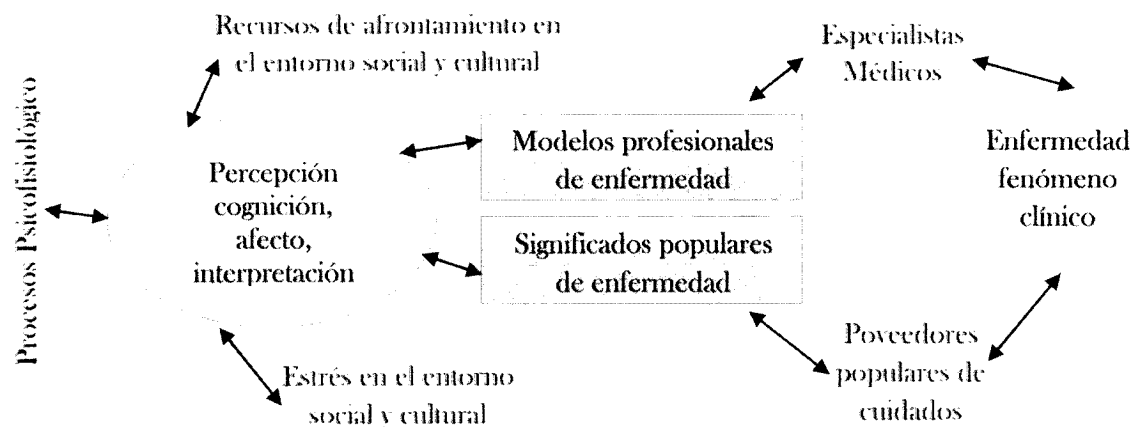 Procesos Psicofisiológico
Recursos de afrontamiento en
el entorno social y cultural
Percepción
cognición,
afecto,
interpretación
Estrés en el entorno
social y cultural
Modelos profesionales
de enfermedad
Significados populares
de enfermedad
Especialistas
Médicos
Poveedores
populares de
cuidados
Enfermedad
fenómeno
clínico